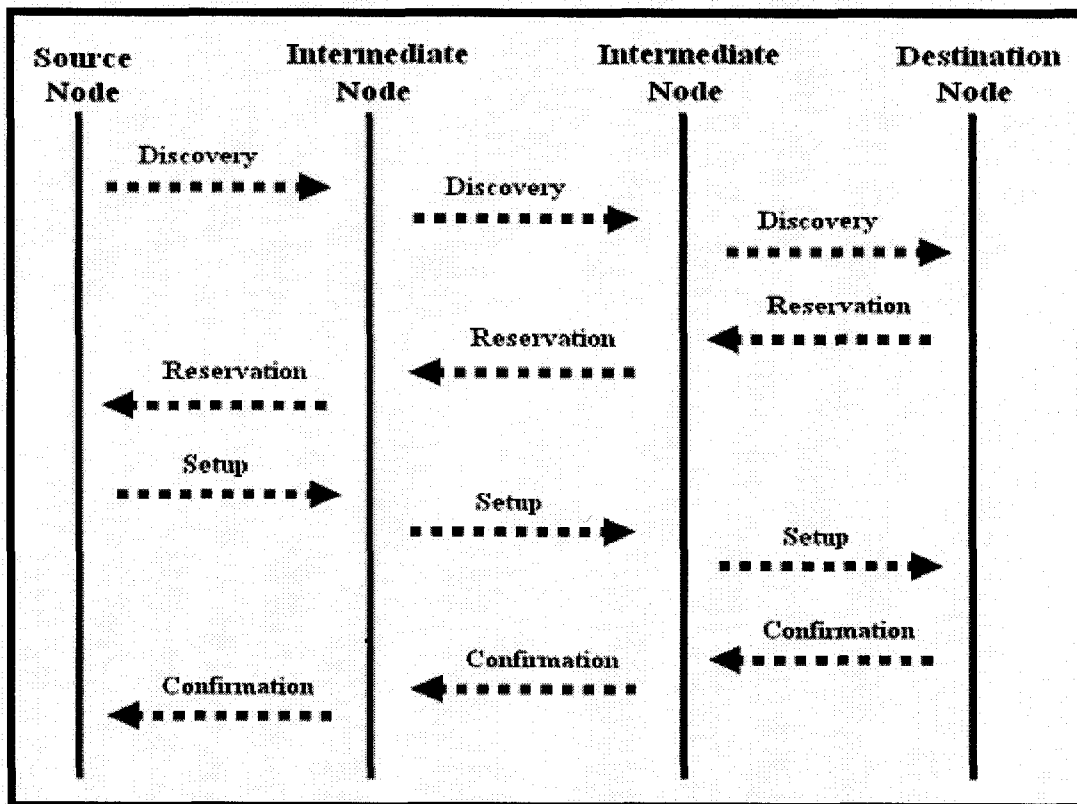 Source
Node
Intermediate
Node
Intermediate
Node
Destination
Node
Discovery
Discovery
Discovery
Reservation
Reservation
Reservation
Setup
Setup
Setup
Confirmation
Confirmation
Confirmation